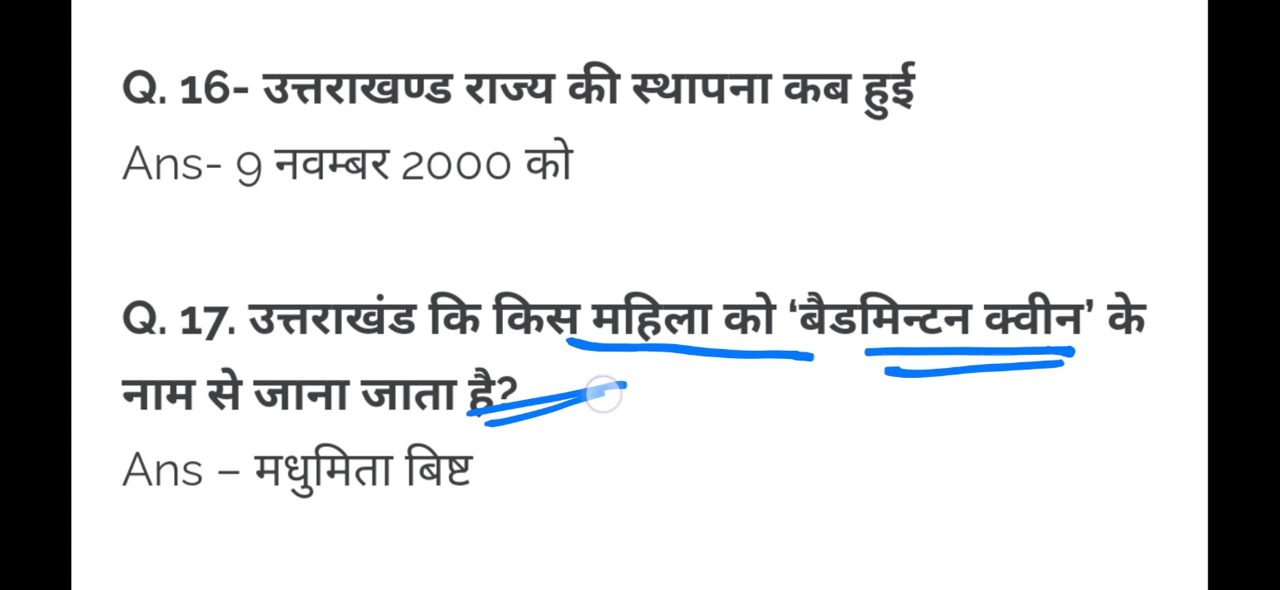 Q. 16- उत्तराखण्ड राज्य की स्थापना कब हुई
Ans- 9 नवम्बर 2000 को
Q. 17. उत्तराखंड कि किस महिला को ‘बैडमिन्टन क्वीन’ के
नाम से जाना जाता है?
Ans – मधुमिता बिष्ट